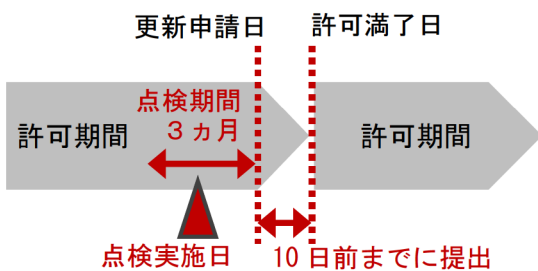 更新申請日
許可満了日
点検期間
３ヵ月
許可期間
許可期間
点検実施日
10日前までに提出